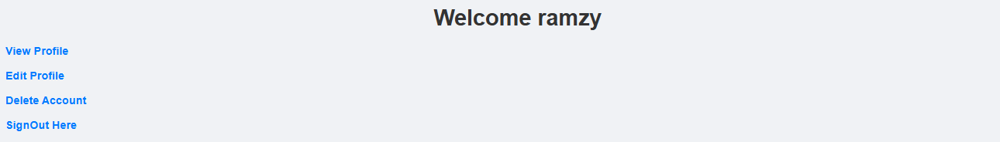 Welcome ramzy
View Profile
Edit Profile
Delete Account
SignOut Here